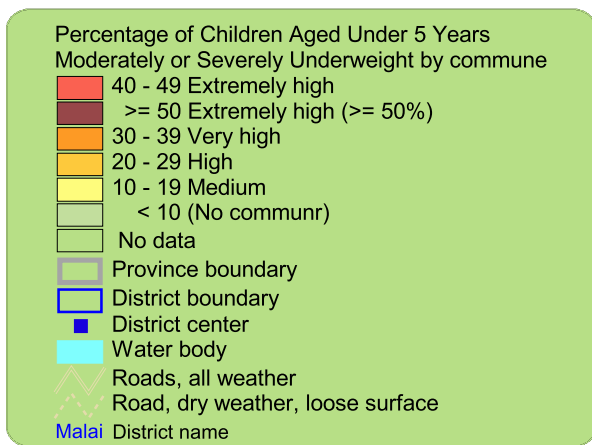 Percentage of Children Aged Under 5 Years
Moderately or Severely Underweight by commune
40 - 49 Extremely high
>= 50 Extremely high (>= 50%)
30 - 39 Very high
20 - 29 High
10 - 19 Medium
< 10 (No communr)
No data
Province boundary
District boundary
District center
Water body
Roads, all weather
Road, dry weather, loose surface
Malai District name